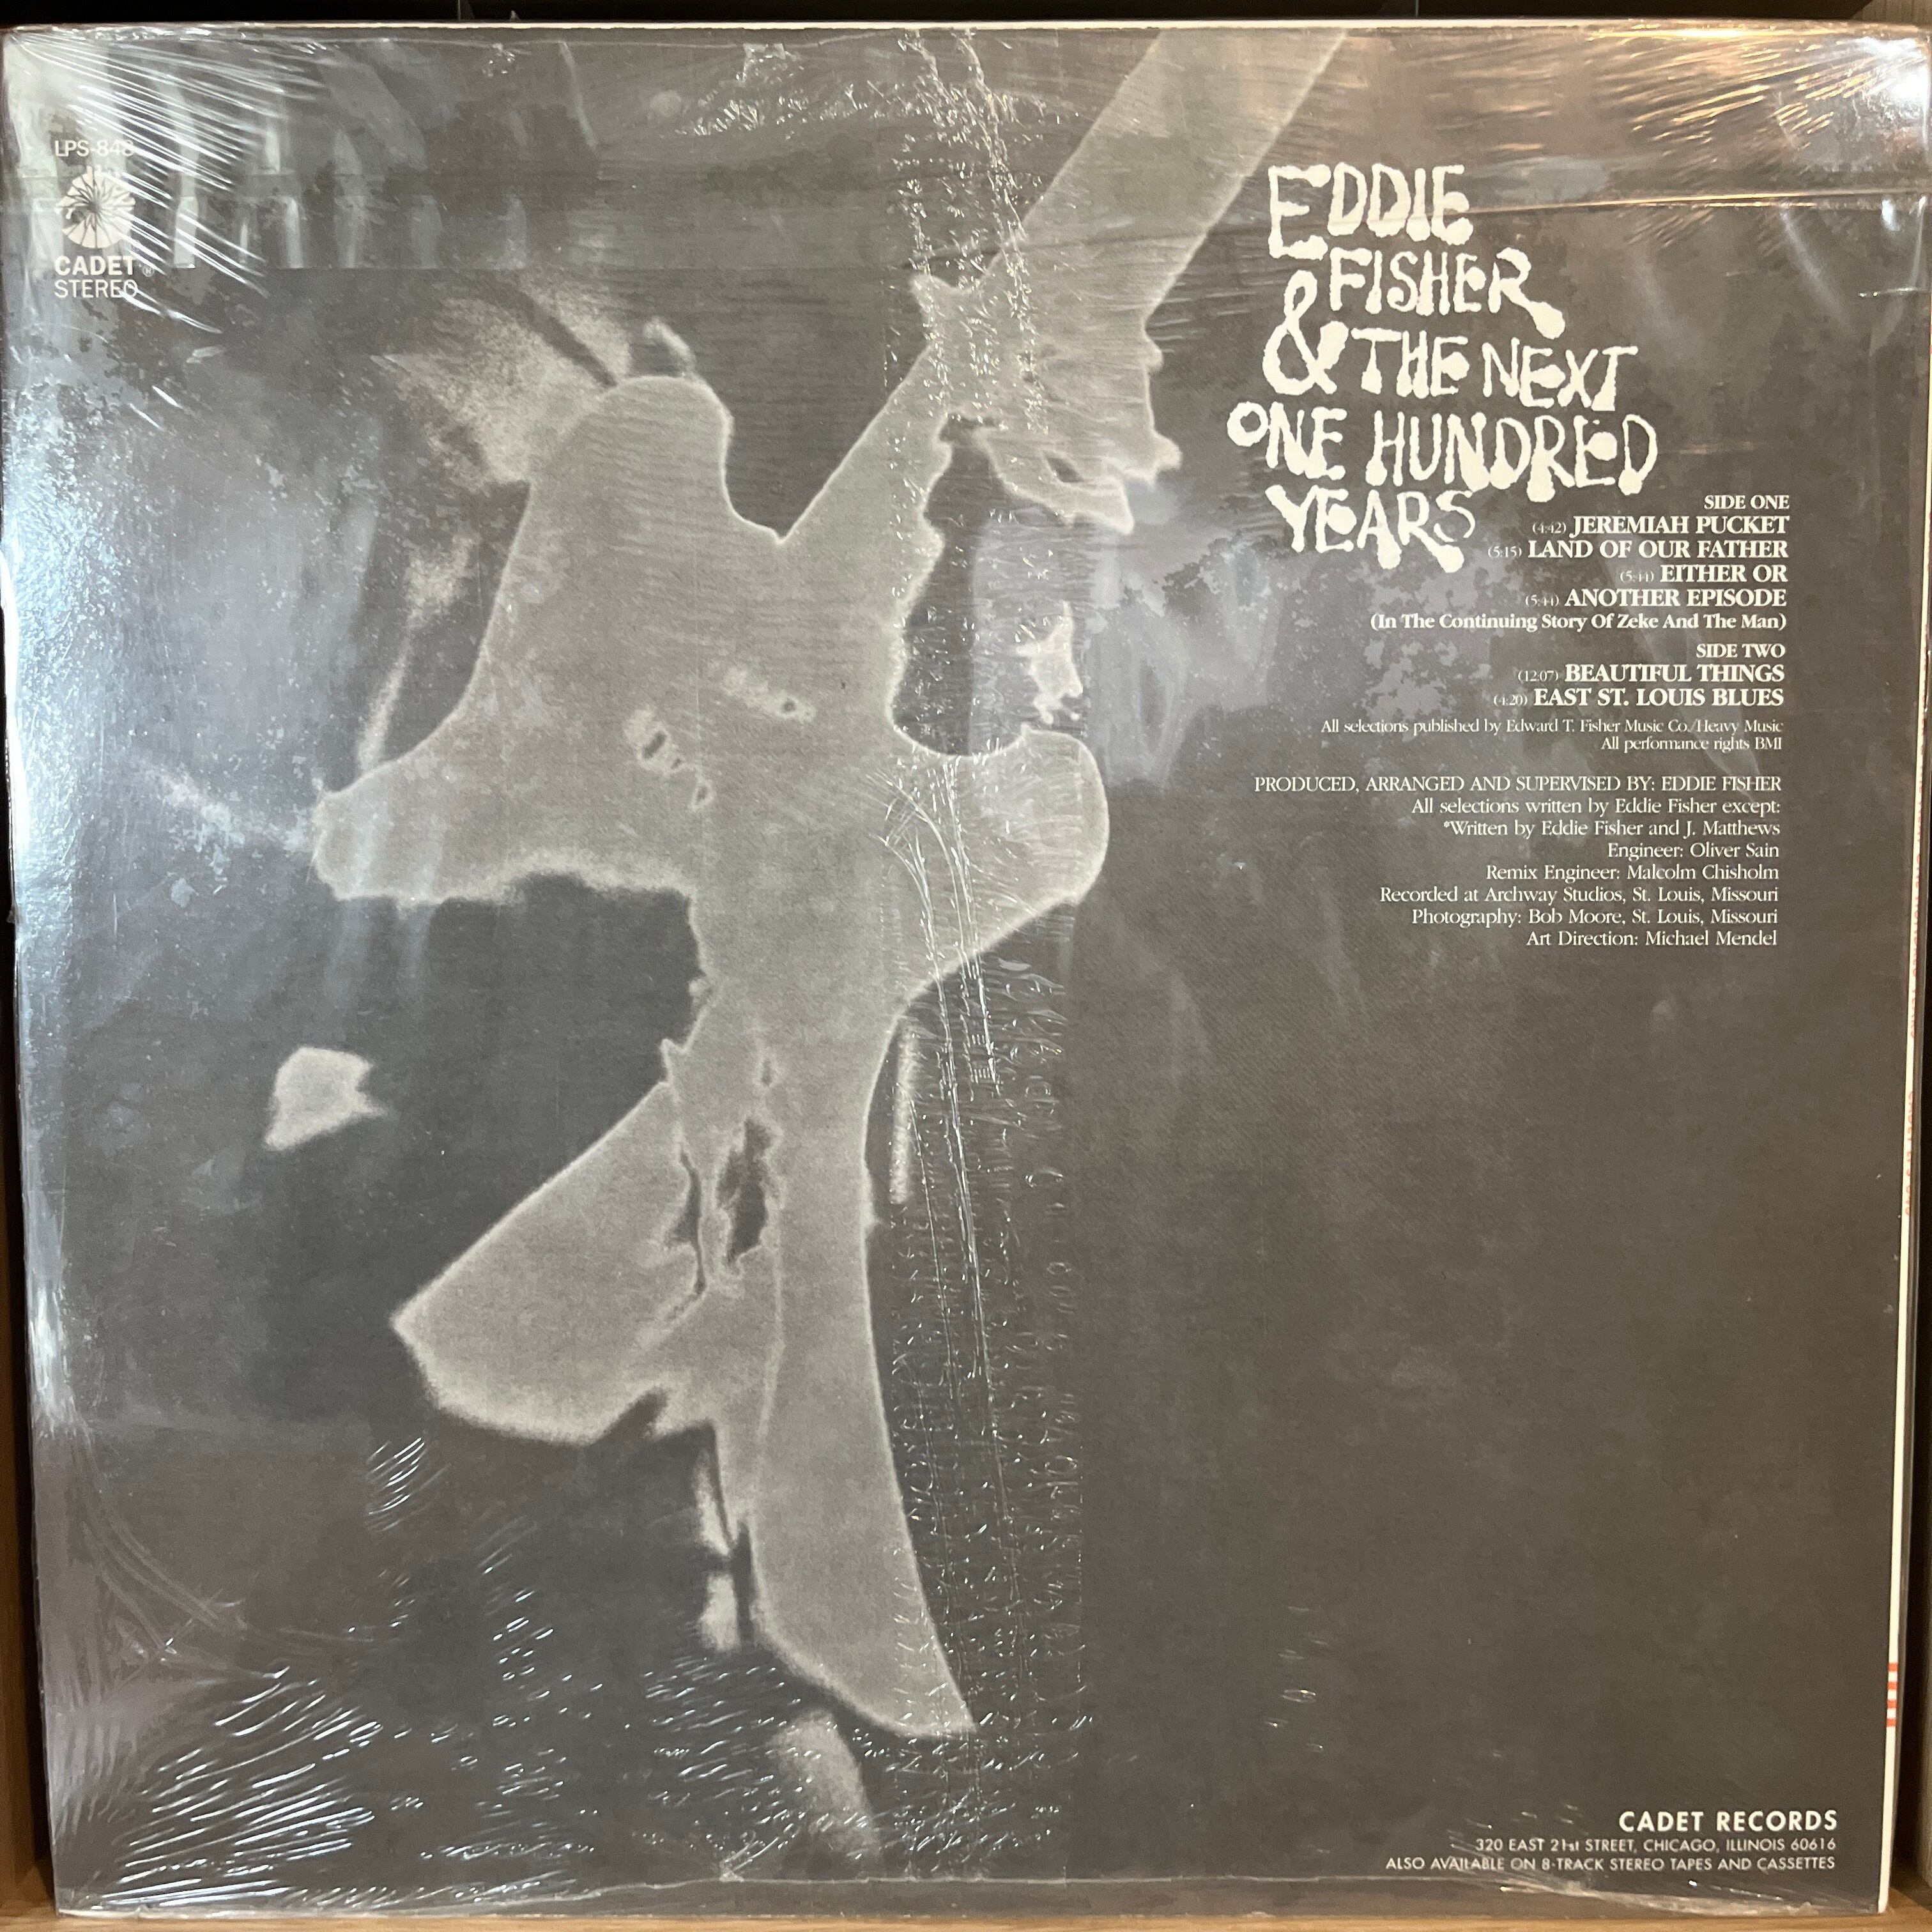 LPS-848
CADET®
STEREO
EDDIE
FISHER
& THE NEXT
ONE HUNDRED
YEARS
SIDE ONE
(4:42) JEREMIAH PUCKET
(5:15) LAND OF OUR FATHER
(5:44) EITHER OR
(5:44) ANOTHER EPISODE
(In The Continuing Story Of Zeke And The Man)
SIDE TWO
(12:07) BEAUTIFUL THINGS
(4:20) EAST ST. LOUIS BLUES
All selections published by Edward T. Fisher Music Co./Heavy Music
All performance rights BMI
PRODUCED, ARRANGED AND SUPERVISED BY: EDDIE FISHER
All selections written by Eddie Fisher except:
*Written by Eddie Fisher and J. Matthews
Engineer: Oliver Sain
Remix Engineer: Malcolm Chisholm
Recorded at Archway Studios, St. Louis, Missouri
Photography: Bob Moore, St. Louis, Missouri
Art Direction: Michael Mendel
CADET RECORDS
320 EAST 21st STREET, CHICAGO, ILLINOIS 60616
ALSO AVAILABLE ON 8-TRACK STEREO TAPES AND CASSETTES